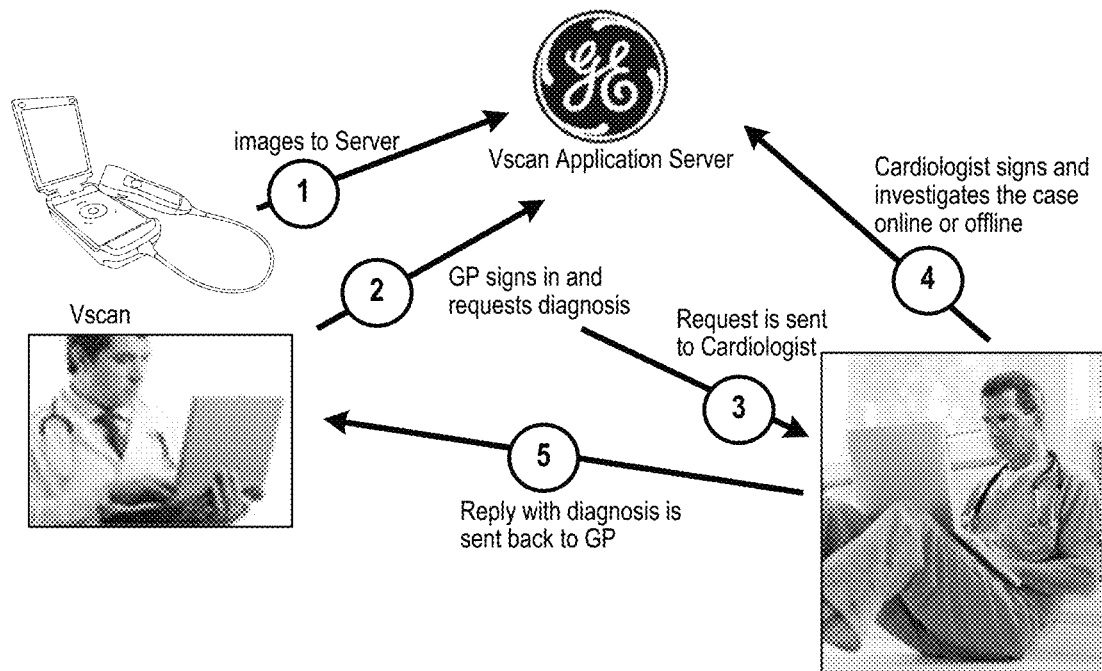 GE
images to Server
1
Vscan Application Server
Cardiologist signs and
investigates the case
online or offline
4
2
GP signs in and
requests diagnosis
Vscan
Request is sent
to Cardiologist
3
5
Reply with diagnosis is
sent back to GP